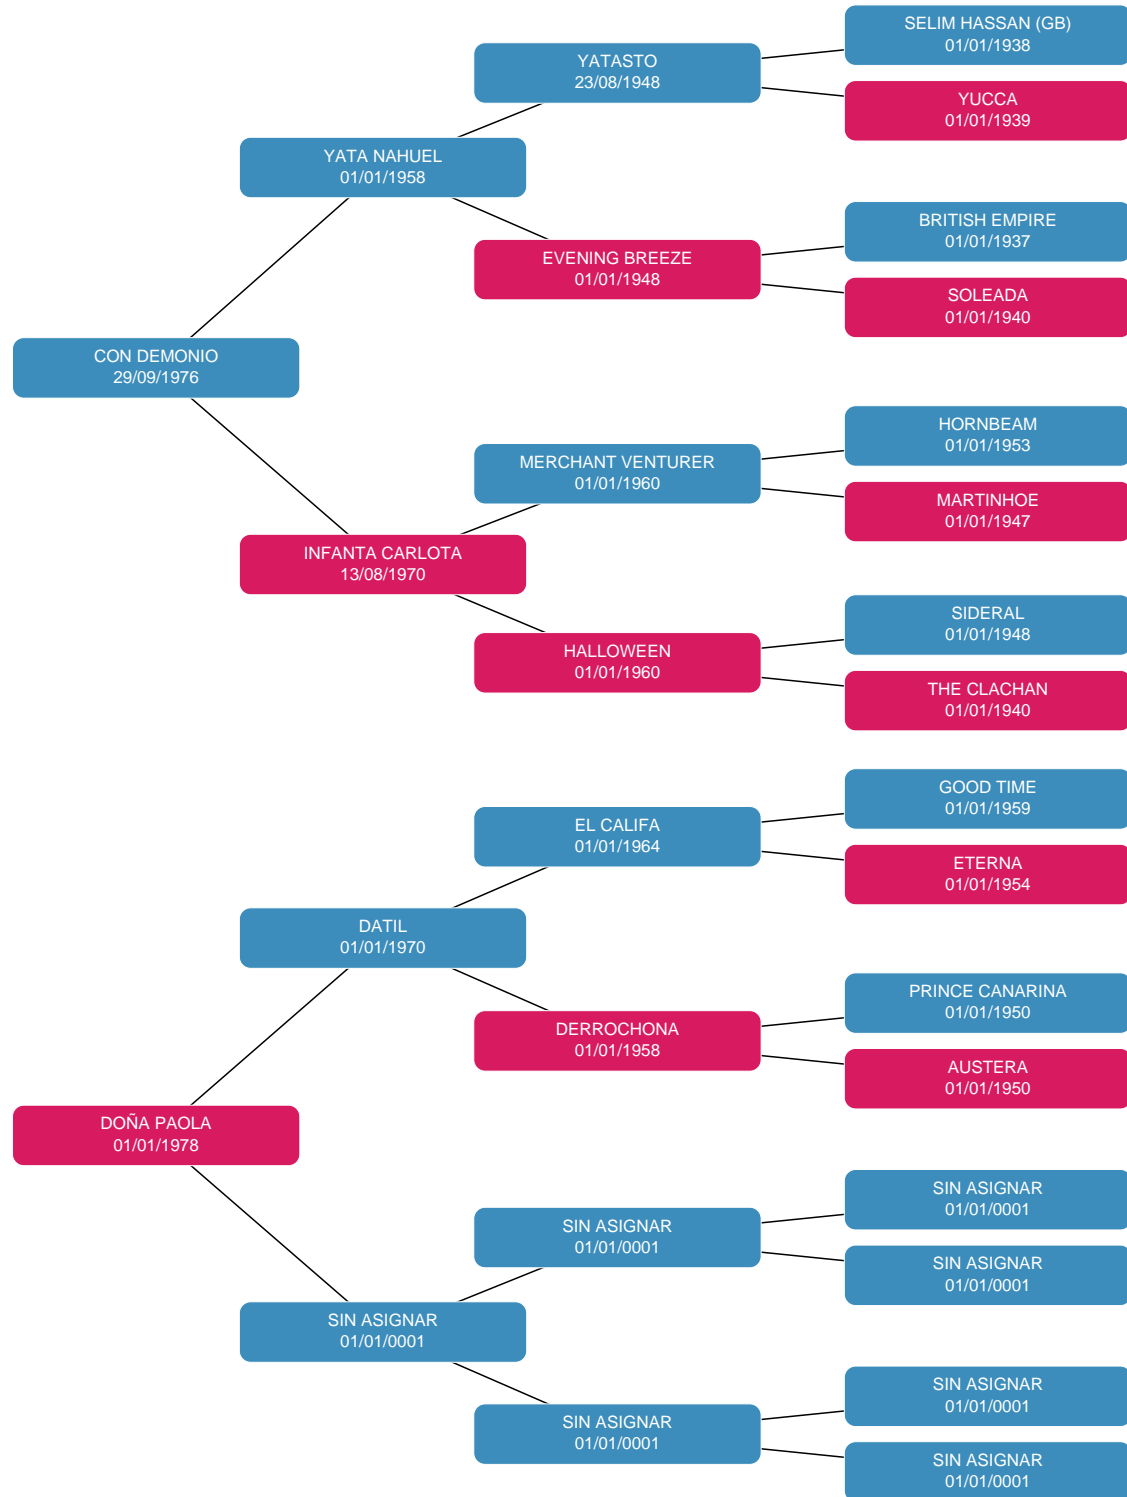 SELIM HASSAN (GB)
01/01/1938
YATASTO
23/08/1948
YUCCA
01/01/1939
YATA NAHUEL
01/01/1958
BRITISH EMPIRE
01/01/1937
EVENING BREEZE
01/01/1948
SOLEADA
01/01/1940
CON DEMONIO
29/09/1976
HORNBEAM
01/01/1953
MERCHANT VENTURER
01/01/1960
MARTINHOE
01/01/1947
INFANTA CARLOTA
13/08/1970
SIDERAL
01/01/1948
HALLOWEEN
01/01/1960
THE CLACHAN
01/01/1940
GOOD TIME
01/01/1959
EL CALIFA
01/01/1964
ETERNA
01/01/1954
DATIL
01/01/1970
PRINCE CANARINA
01/01/1950
DERROCHONA
01/01/1958
AUSTERA
01/01/1950
DOÑA PAOLA
01/01/1978
SIN ASIGNAR
01/01/0001
SIN ASIGNAR
01/01/0001
SIN ASIGNAR
01/01/0001
SIN ASIGNAR
01/01/0001
SIN ASIGNAR
01/01/0001
SIN ASIGNAR
01/01/0001
SIN ASIGNAR
01/01/0001